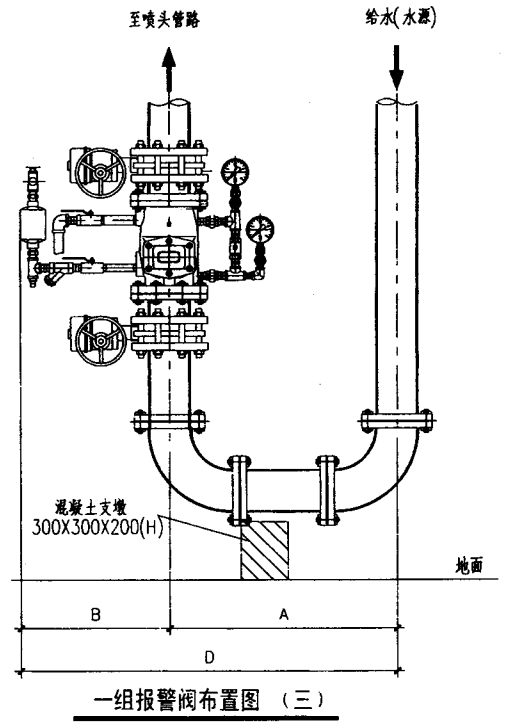 至喷头管路
给水(水源)
混凝土支墩
300X300X200(H)
地面
B
A
D
一组报警阀布置图 (三)